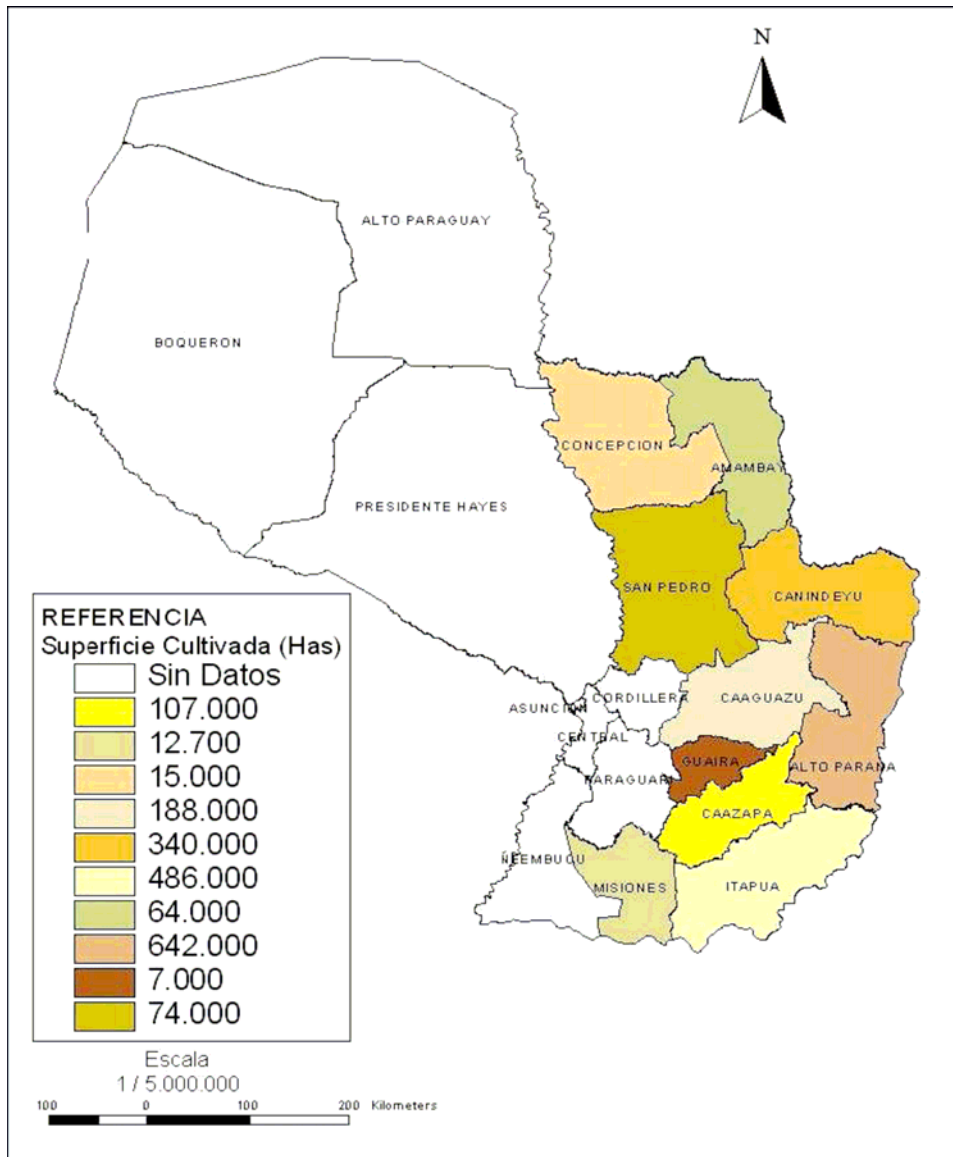 N
ALTO PARAGUAY
BOQUERON
CONCEPCION
AMAMBAY
PRESIDENTE HAYES
SAN PEDRO
CANINDEYU
CORDILLERA
CAAGUAZU
ASUNCION
CENTRAL
PARAGUARI
GUAIRA
ALTO PARANA
CAAZAPA
ÑEEMBUCU
MISIONES
ITAPUA
REFERENCIA
Superficie Cultivada (Has)
Sin Datos
107.000
12.700
15.000
188.000
340.000
486.000
64.000
642.000
7.000
74.000
Escala
1 / 5.000.000
100 0 100 200 Kilometers